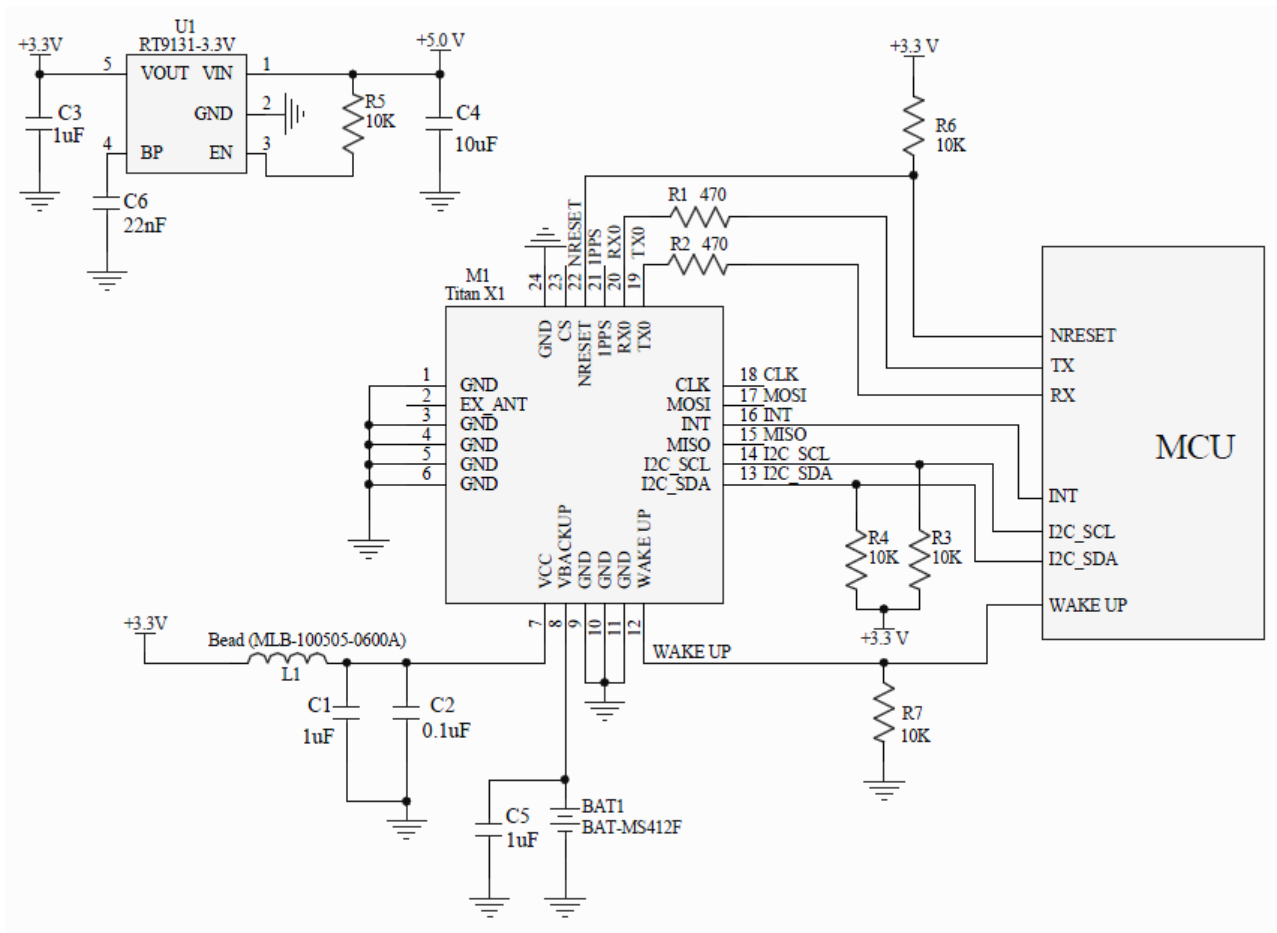 U1
RT9131-3.3V
+3.3V
5
VOUT
VIN
1
+5.0 V
C3
1uF
GND
2
R5
10K
C4
10uF
4
BP
EN
3
C6
22nF
+3.3 V
R6
10K
R1 470
R2 470
M1
Titan X1
24
23
22
NRESET
21
1PPS
20
RX0
19
TX0
GND
CS
NRESET
1PPS
RX0
TX0
1
GND
2
EX_ANT
3
GND
4
GND
5
GND
6
GND
CLK
18 CLK
MOSI
17 MOSI
INT
16 INT
MISO
15 MISO
I2C_SCL
14 I2C_SCL
I2C_SDA
13 I2C_SDA
VCC
VBACKUP
GND
GND
GND
WAKE UP
7
8
9
10
11
12
NRESET
TX
RX
MCU
INT
I2C_SCL
I2C_SDA
WAKE UP
R4
10K
R3
10K
+3.3 V
WAKE UP
R7
10K
+3.3V
Bead (MLB-100505-0600A)
L1
C1
1uF
C2
0.1uF
C5
1uF
BAT1
BAT-MS412F